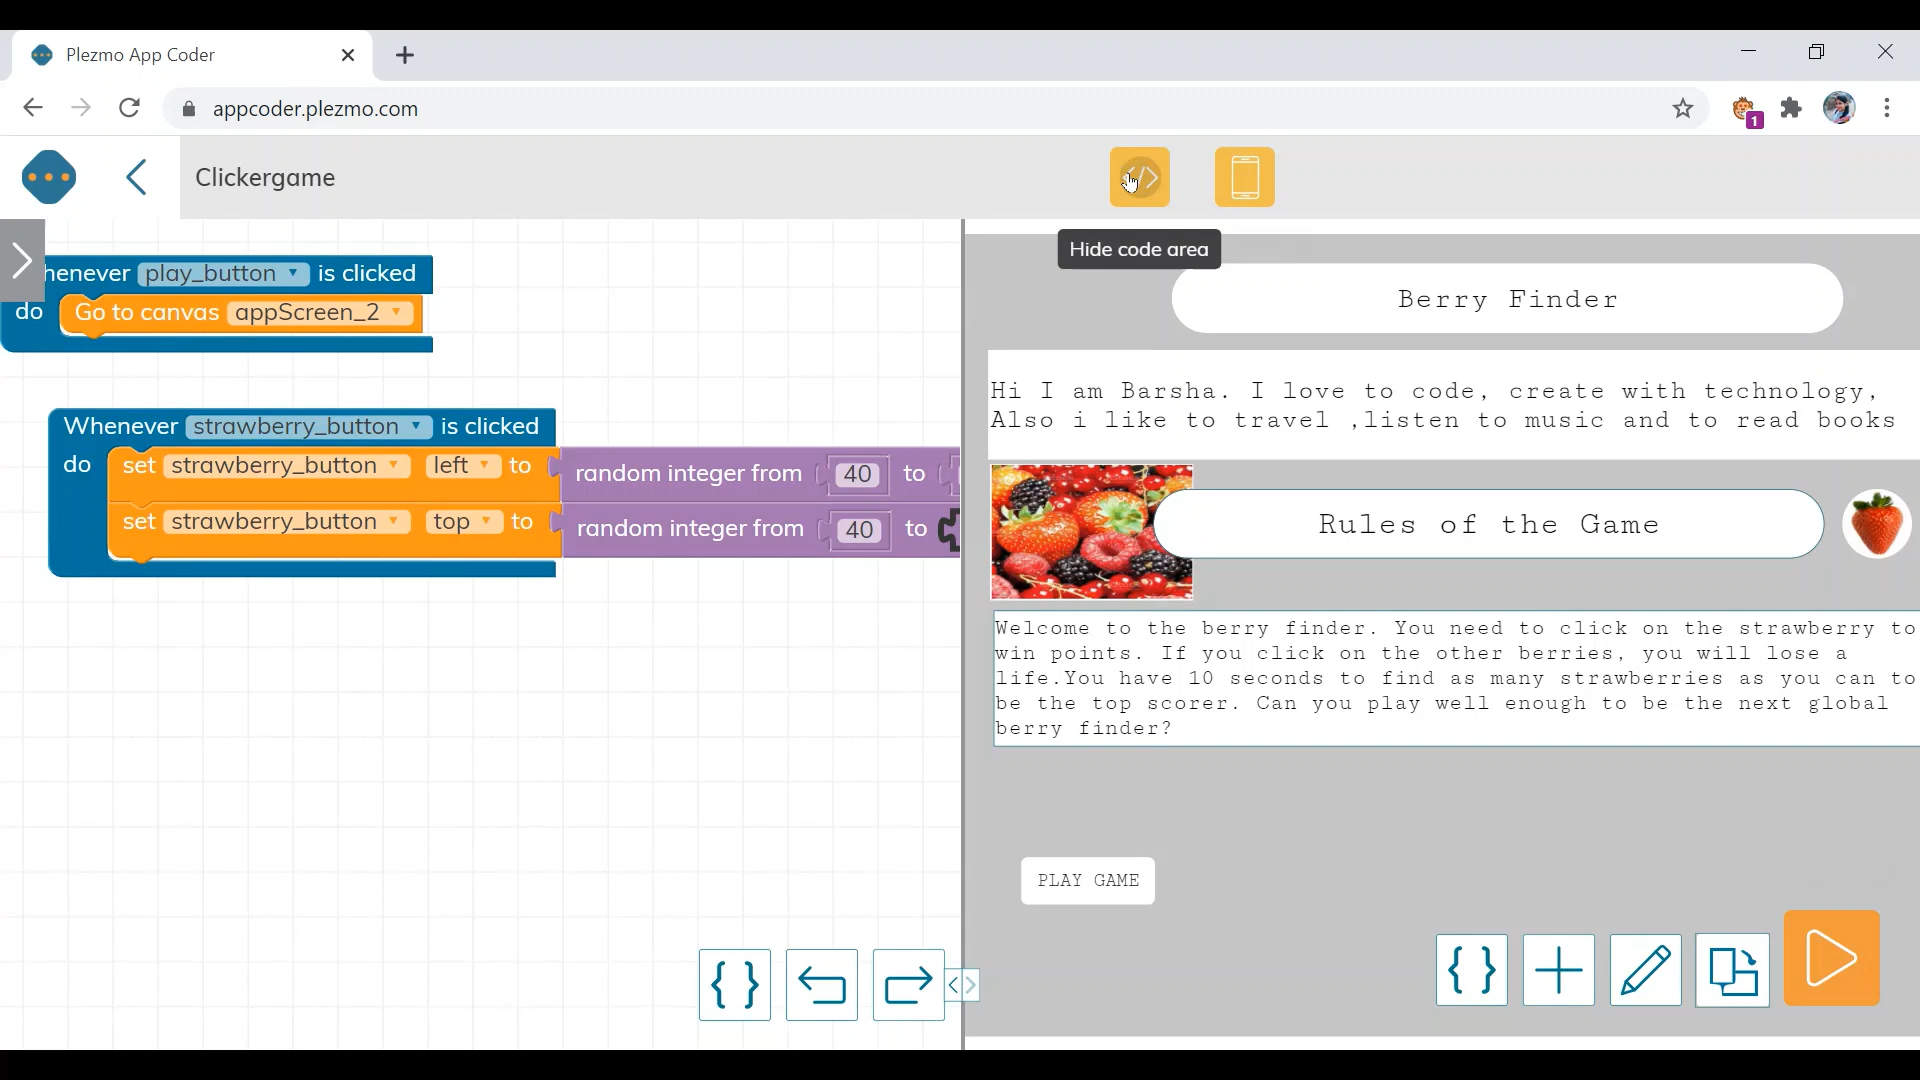 Plezmo App Coder
appcoder.plezmo.com
1
Clickergame
Hide code area
henever play_button is clicked
do Go to canvas appScreen_2
Whenever strawberry_button is clicked
do set strawberry_button left to random integer from 40 to
set strawberry_button top to random integer from 40 to
Berry Finder
Hi I am Barsha. I love to code, create with technology,
Also i like to travel ,listen to music and to read books
Rules of the Game
Welcome to the berry finder. You need to click on the strawberry to
win points. If you click on the other berries, you will lose a
life.You have 10 seconds to find as many strawberries as you can to
be the top scorer. Can you play well enough to be the next global
berry finder?
PLAY GAME